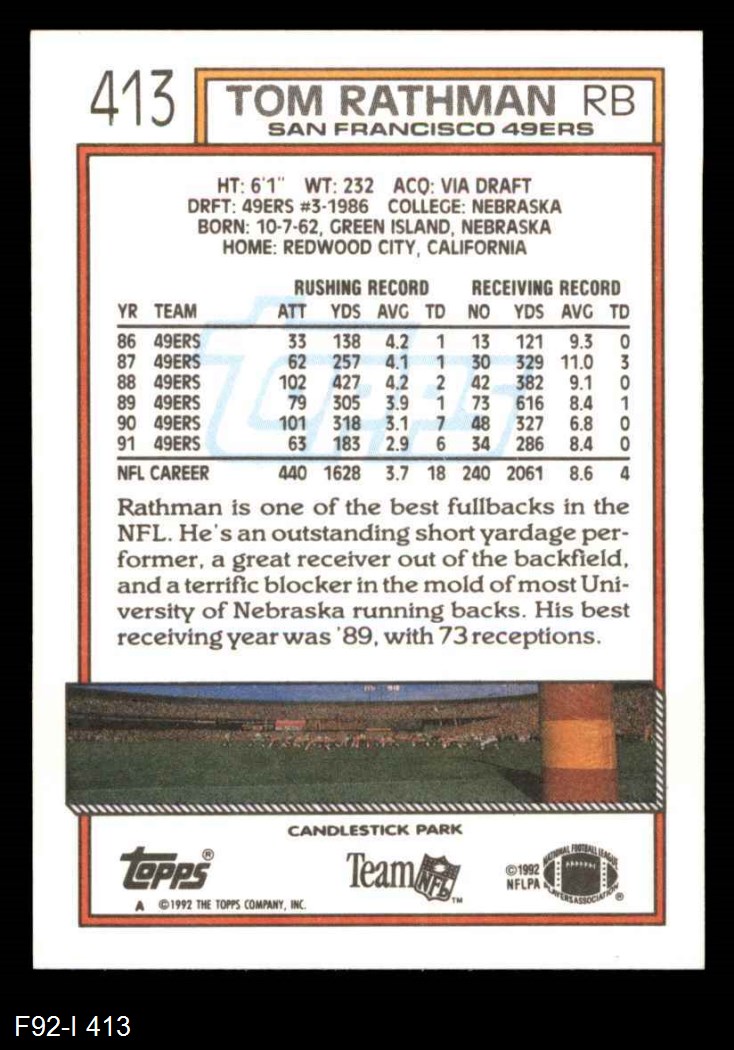 413 TOM RATHMAN RB
SAN FRANCISCO 49ERS
HT: 6'1" WT: 232 ACQ: VIA DRAFT
DRFT: 49ERS #3-1986 COLLEGE: NEBRASKA
BORN: 10-7-62, GREEN ISLAND, NEBRASKA
HOME: REDWOOD CITY, CALIFORNIA
RUSHING RECORD RECEIVING RECORD
YR TEAM ATT YDS AVG TD NO YDS AVG TD
86 49ERS 33 138 4.2 1 13 121 9.3 0
87 49ERS 62 257 4.1 1 30 329 11.0 3
88 49ERS 102 427 4.2 2 42 382 9.1 0
89 49ERS 79 305 3.9 1 73 616 8.4 1
90 49ERS 101 318 3.1 7 48 327 6.8 0
91 49ERS 63 183 2.9 6 34 286 8.4 0
NFL CAREER 440 1628 3.7 18 240 2061 8.6 4
topps
Rathman is one of the best fullbacks in the
NFL. He's an outstanding short yardage per-
former, a great receiver out of the backfield,
and a terrific blocker in the mold of most Uni-
versity of Nebraska running backs. His best
receiving year was '89, with 73 receptions.
CANDLESTICK PARK
topps®
Team NFL™
©1992
NFLPA
NATIONAL FOOTBALL LEAGUE
PLAYERS ASSOCIATION ®
A ©1992 THE TOPPS COMPANY, INC.
F92-I 413